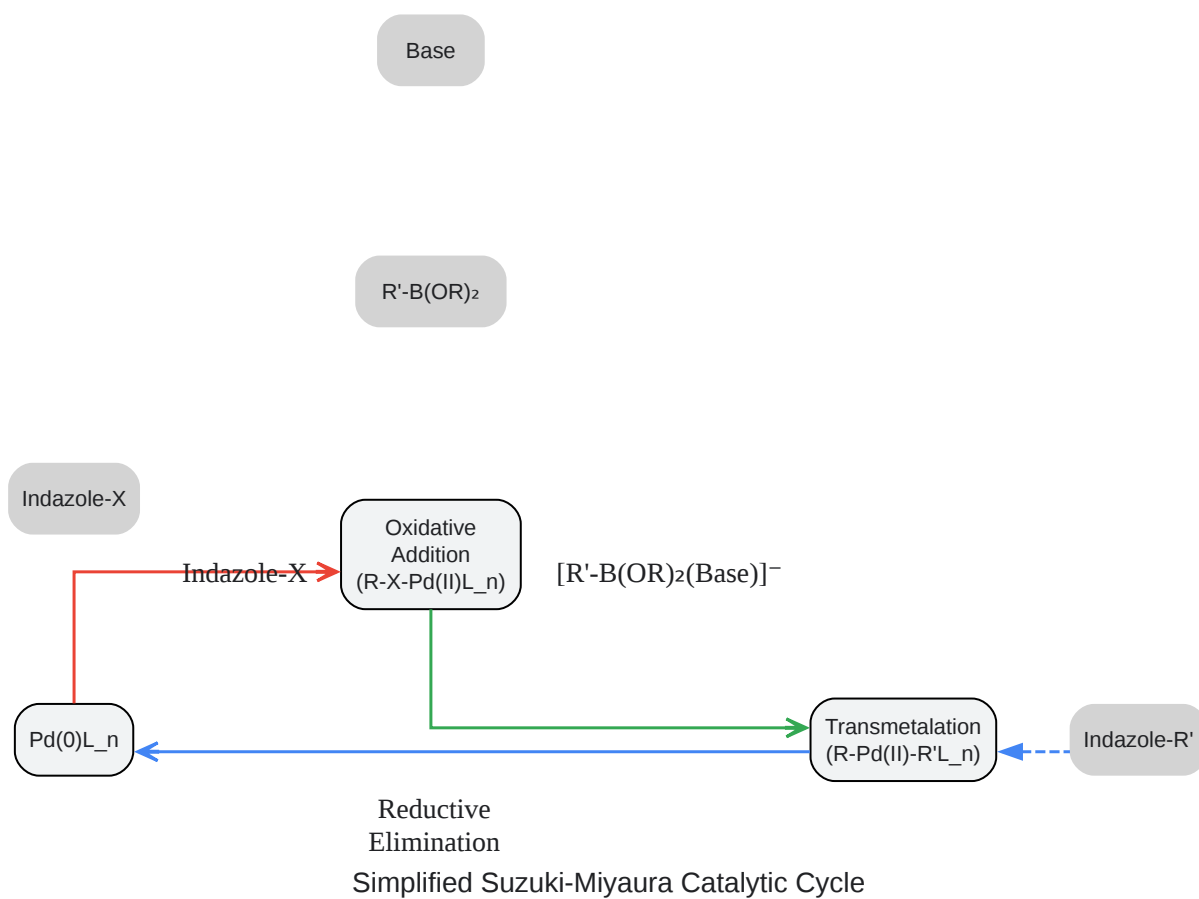 Base
R'-B(OR)₂
Indazole-X
Oxidative
Addition
(R-X-Pd(II)L_n)
Indazole-X
[R'-B(OR)₂(Base)]⁻
Pd(0)L_n
Transmetalation
(R-Pd(II)-R'L_n)
Indazole-R'
Reductive
Elimination
Simplified Suzuki-Miyaura Catalytic Cycle